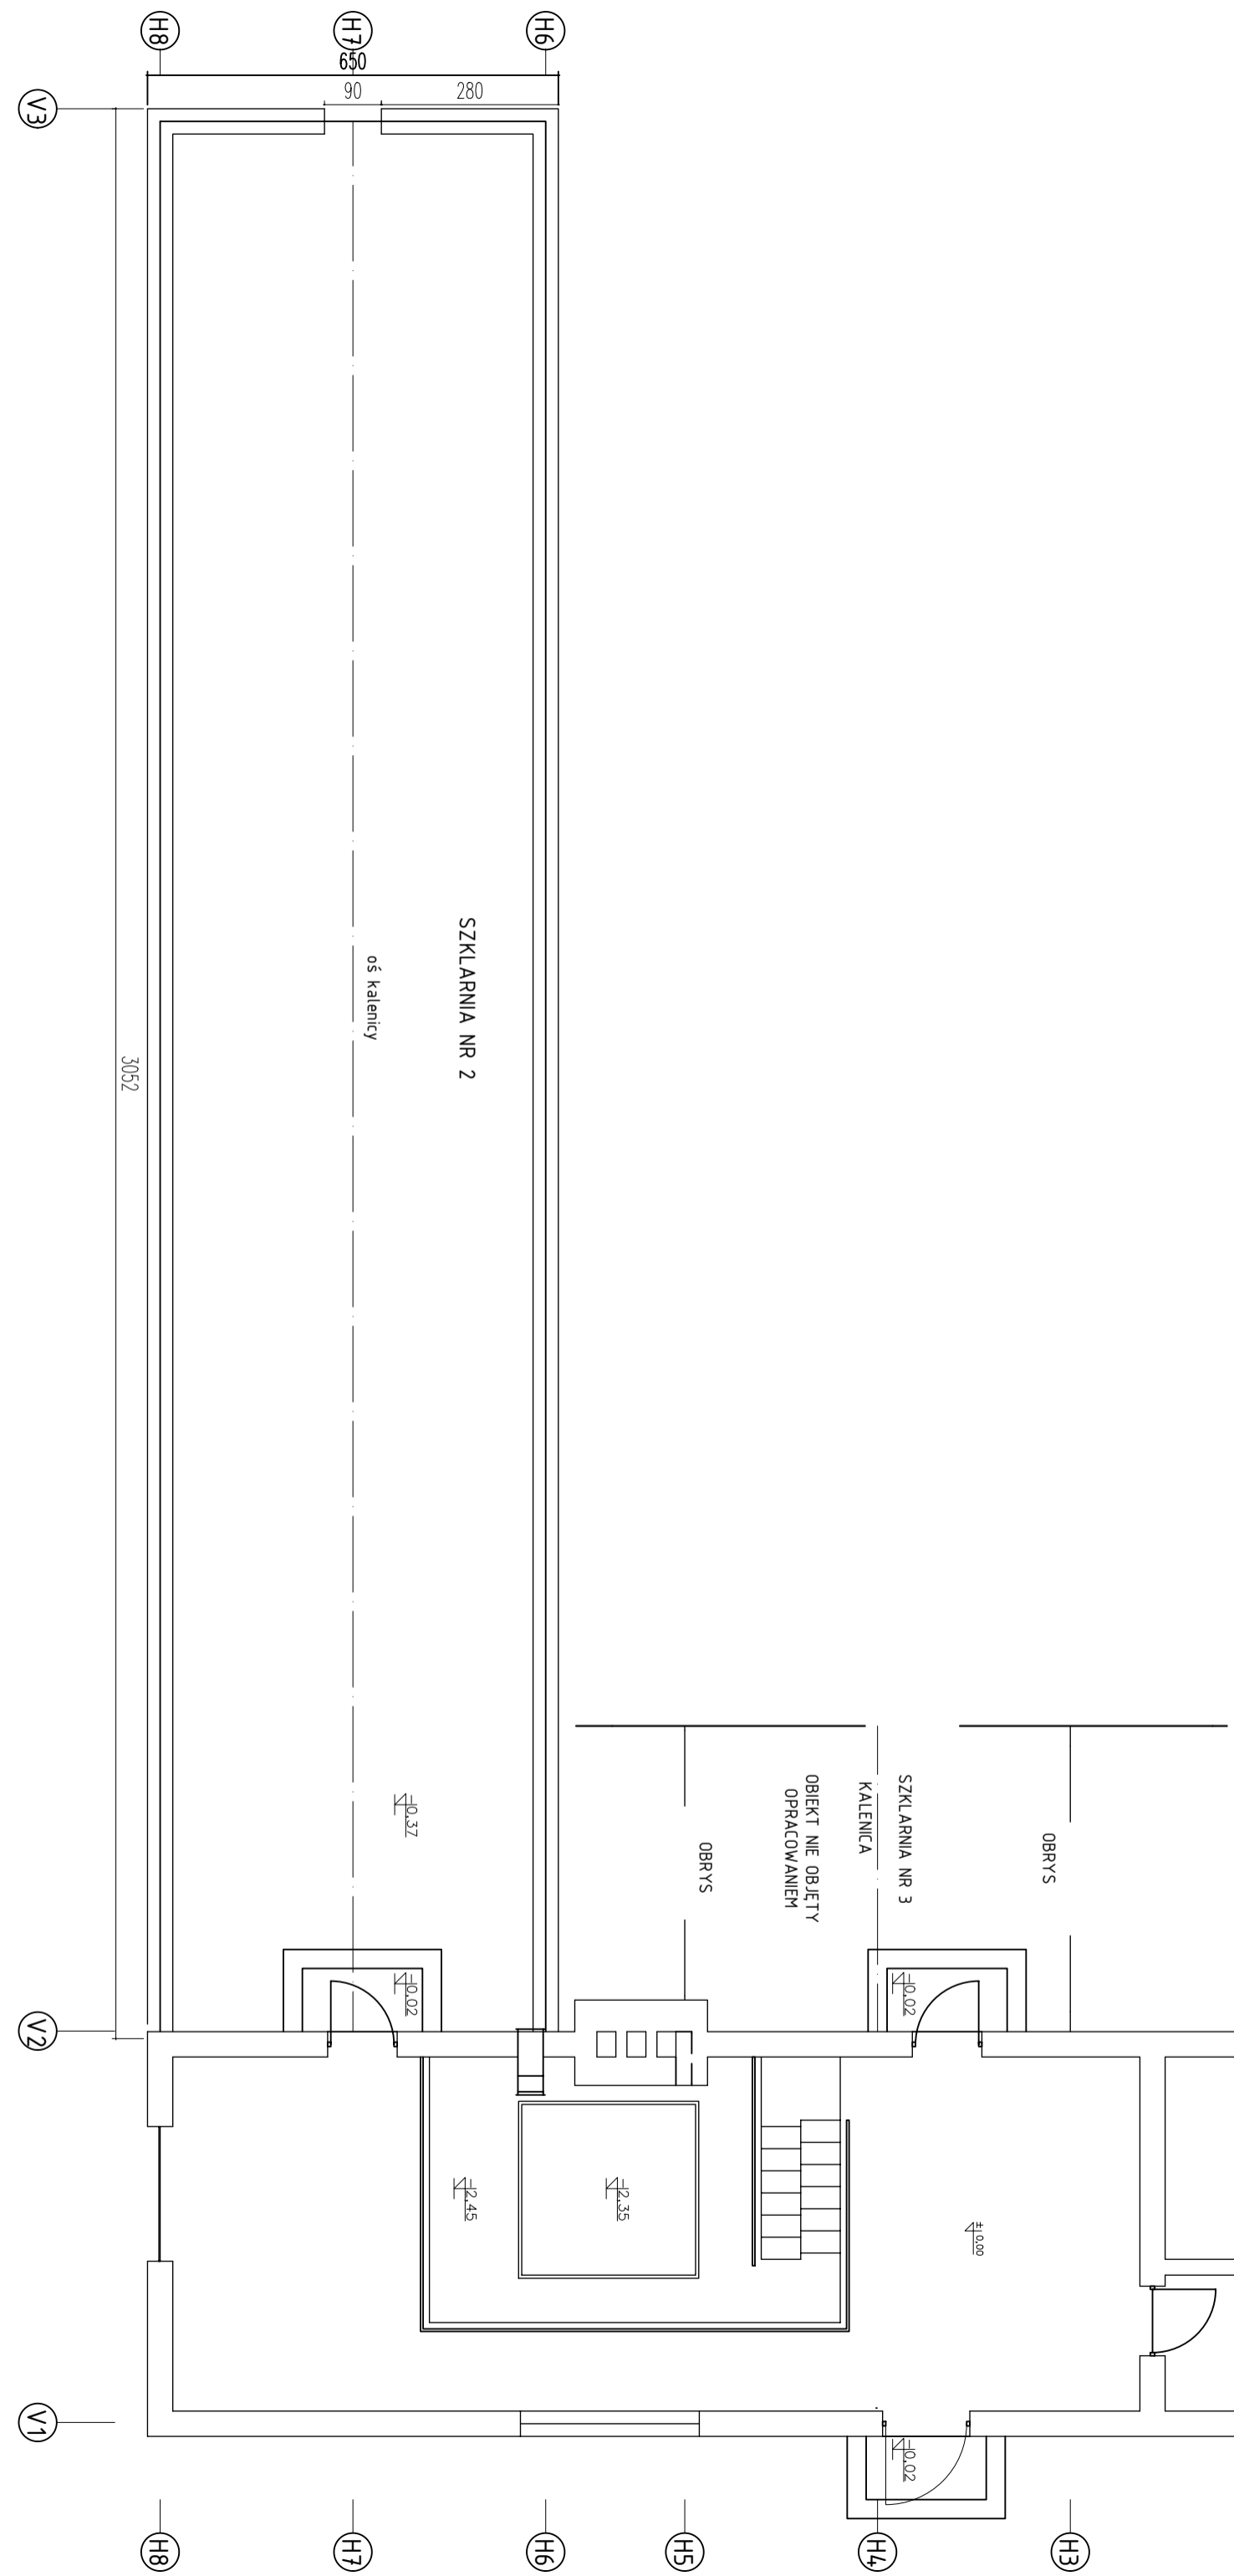 H8
H7
H6
650
90
280
V3
SZKLARNIA NR 2
oś kalenicy
3052
-0,37
SZKLARNIA NR 3
KALENICA
OBIEKT NIE OBJĘTY
OPRACOWANIEM
OBRYS
OBRYS
-0,02
-0,02
V2
-2,45
-2,35
±0,00
V1
-0,02
H8
H7
H6
H5
H4
H3